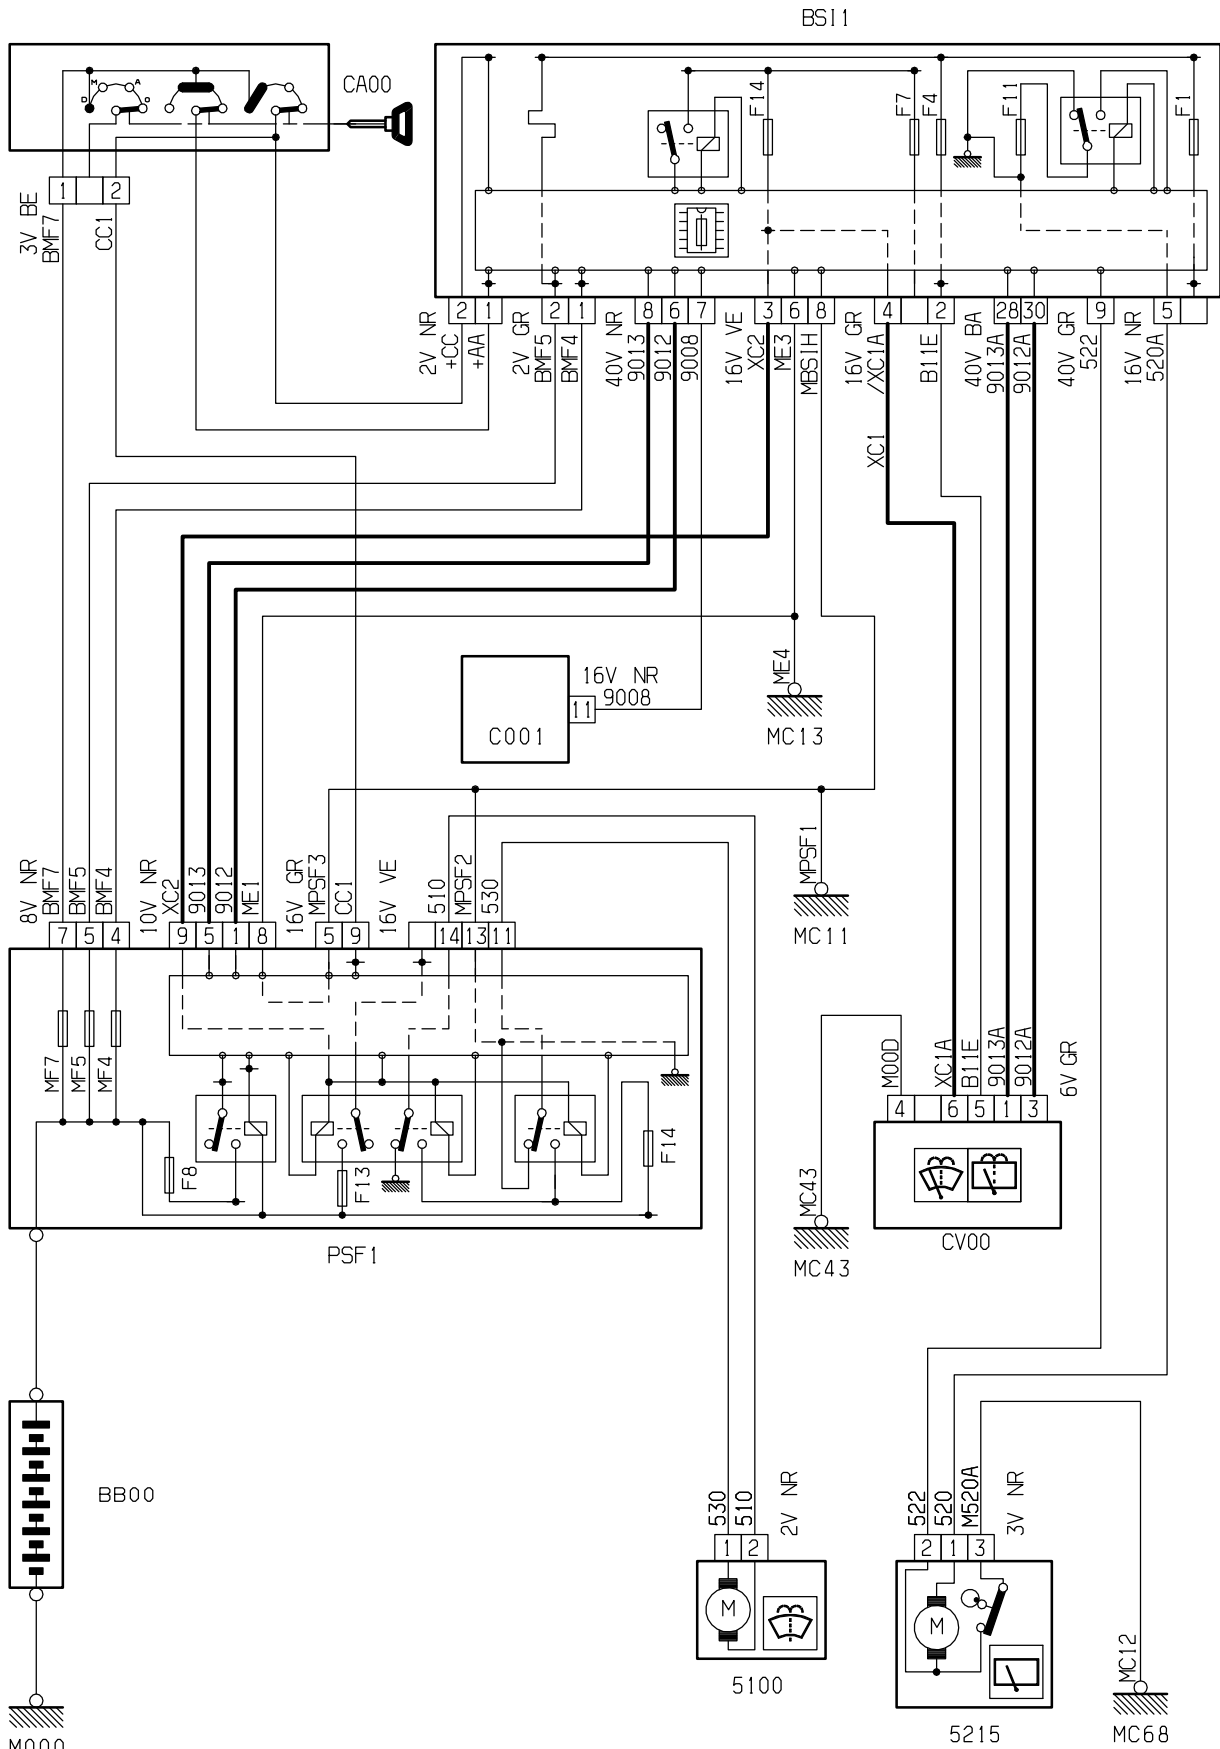 BSI1
CA00
M
A
D
D
F14
F7
F4
F11
F1
1
2
3V BE
BMF7
CC1
2
1
2
1
8
6
7
3
6
8
4
2
28
30
9
5
2V NR
+CC
+AA
2V GR
BMF5
BMF4
40V NR
9013
9012
9008
16V VE
XC2
ME3
MBSIH
16V GR
/XC1A
B11E
40V BA
9013A
9012A
40V GR
522
16V NR
520A
XC1
ME4
MC13
C001
11
16V NR
9008
MPSF1
MC11
8V NR
BMF7
BMF5
BMF4
10V NR
XC2
9013
9012
ME1
16V GR
MPSF3
CC1
16V VE
510
MPSF2
530
7
5
4
9
5
1
8
5
9
14
13
11
MF7
MF5
MF4
F8
F13
F14
PSF1
M00D
XC1A
B11E
9013A
9012A
6V GR
4
6
5
1
3
CV00
MC43
MC43
BB00
M000
530
510
2V NR
1
2
M
5100
522
520
M520A
3V NR
2
1
3
M
5215
MC12
MC68